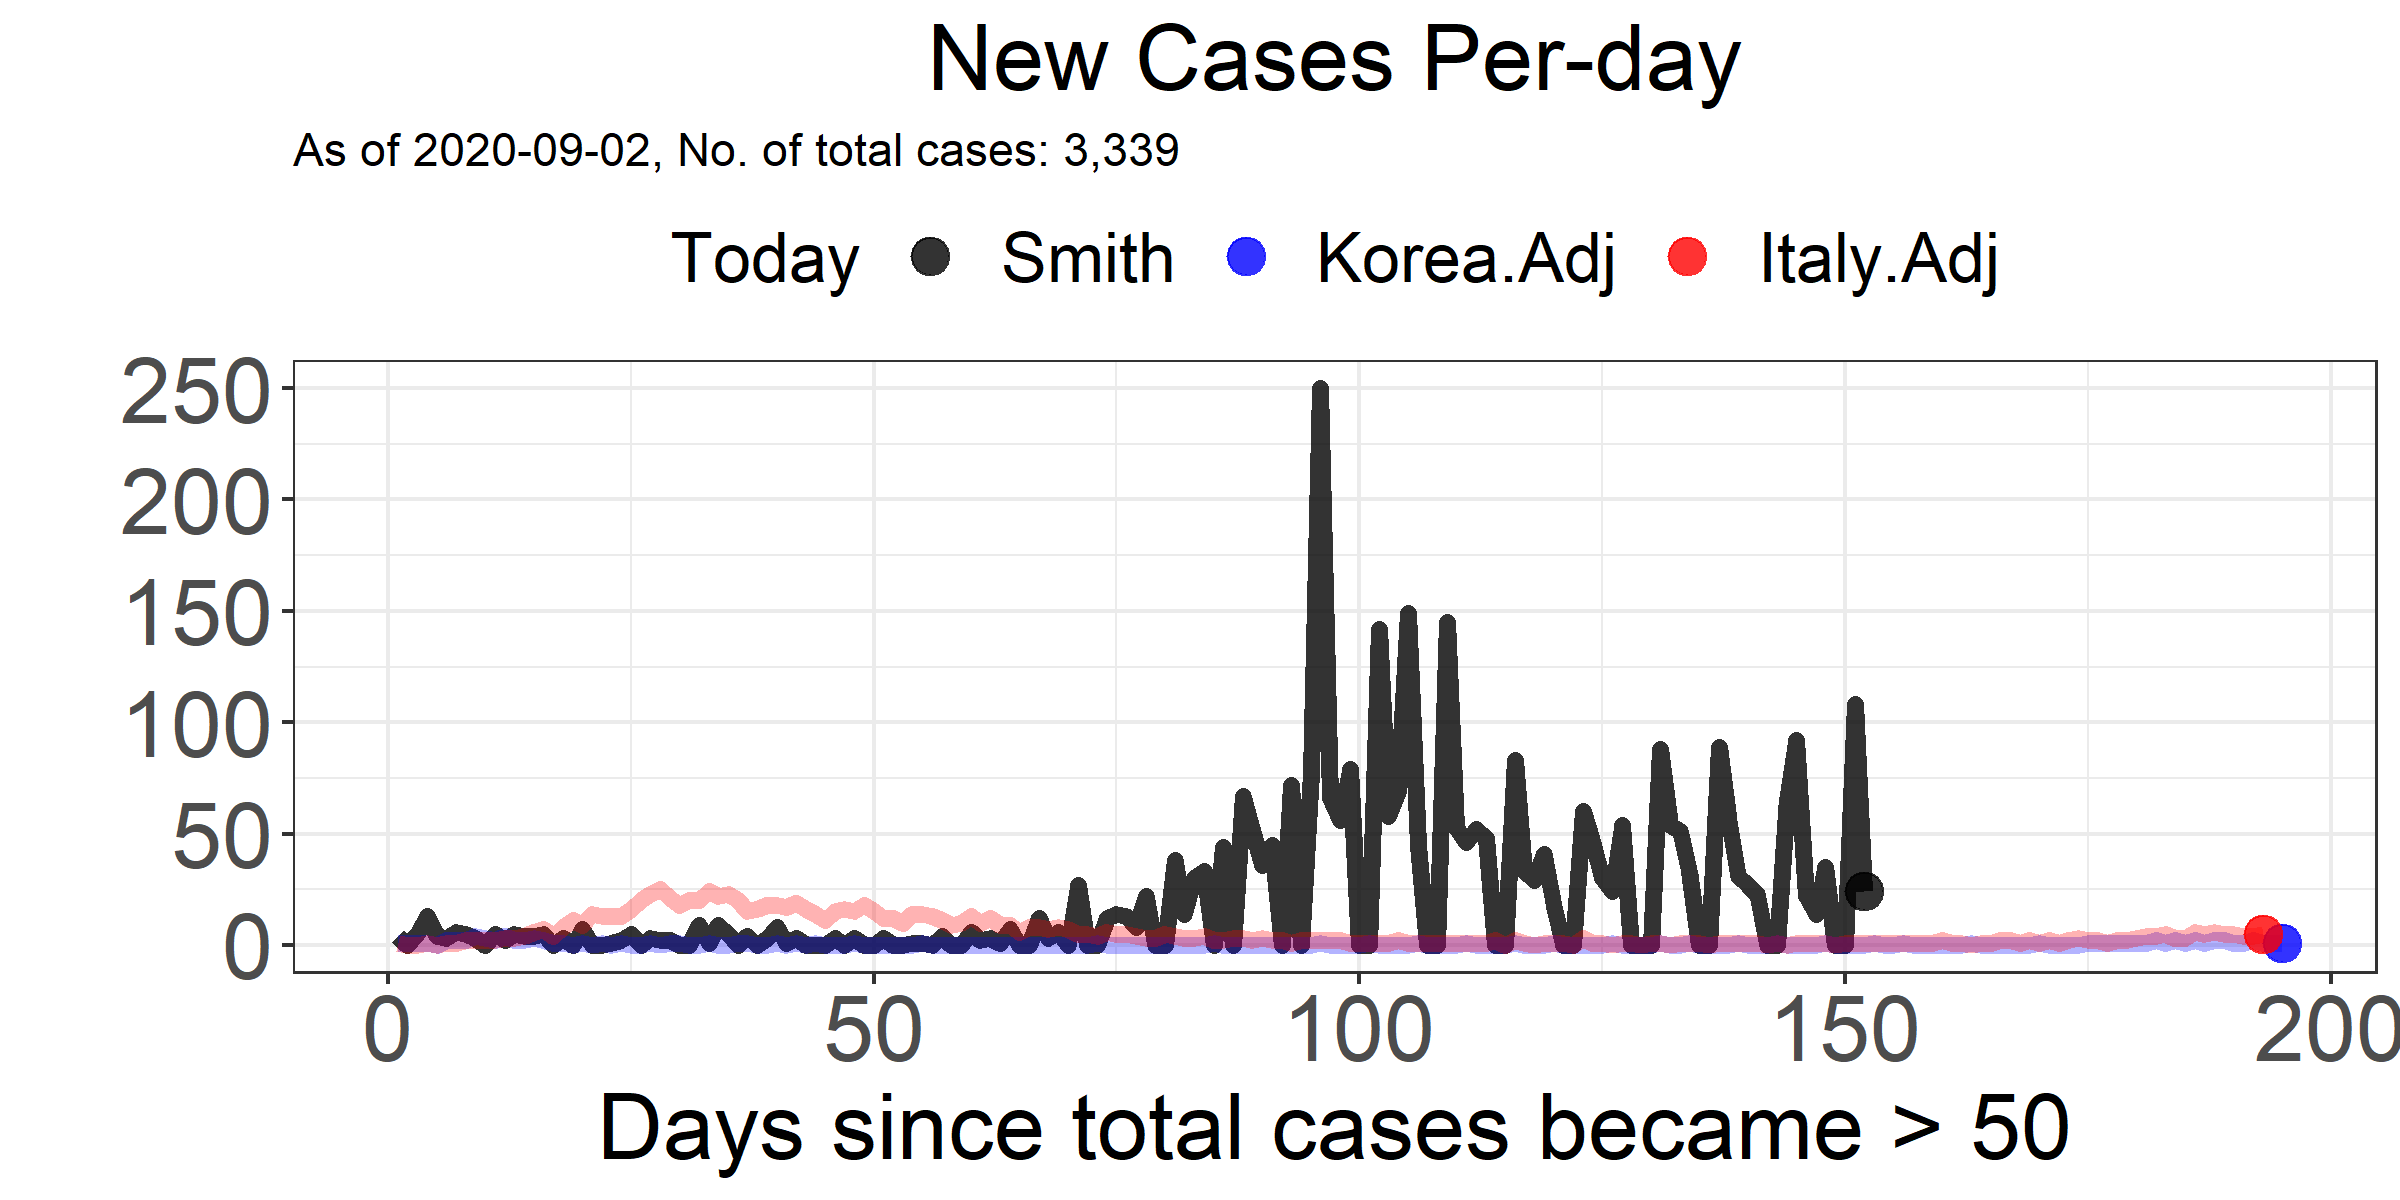 New Cases Per-day
As of 2020-09-02, No. of total cases: 3,339
Today Smith Korea.Adj Italy.Adj
250
200
150
100
50
0
0 50 100 150 200
Days since total cases became > 50